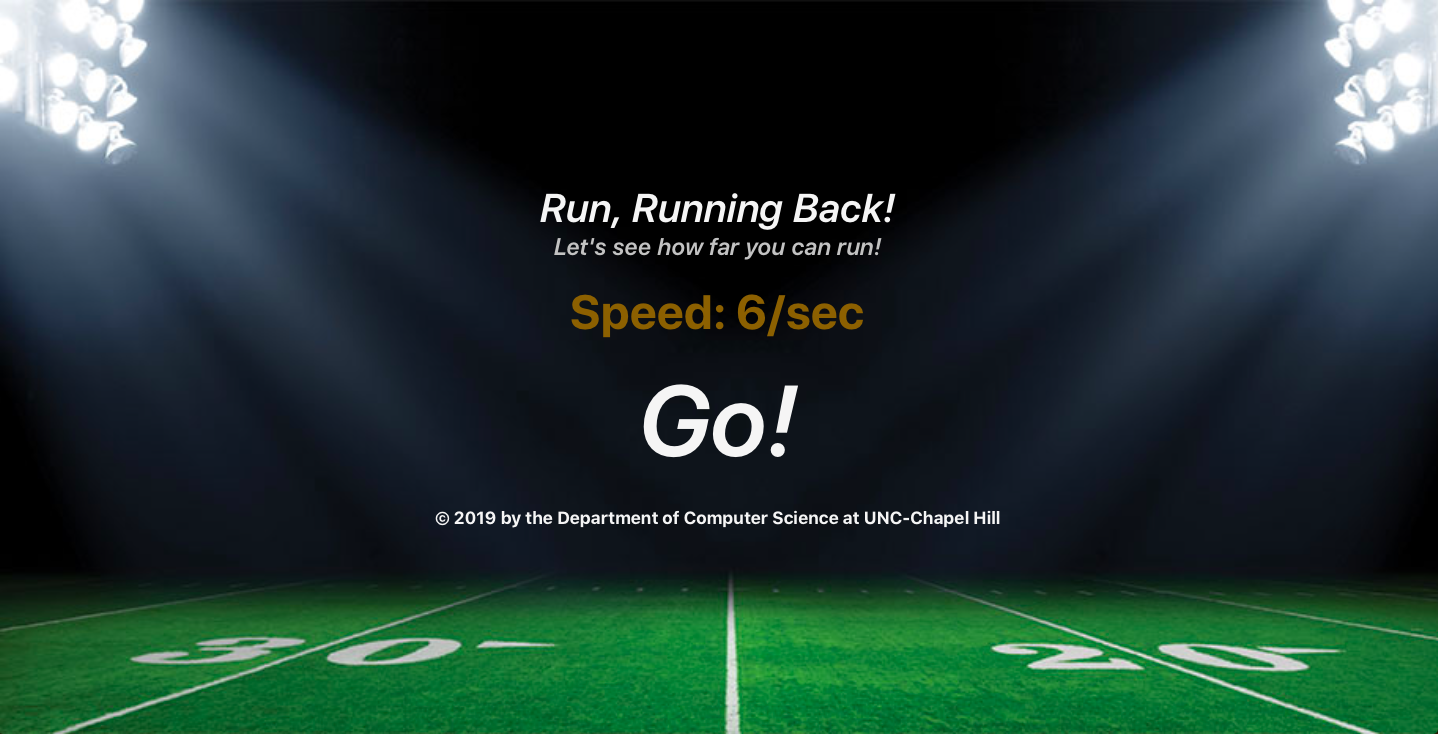 Run, Running Back!
Let's see how far you can run!
Speed: 6/sec
Go!
© 2019 by the Department of Computer Science at UNC-Chapel Hill
30 20